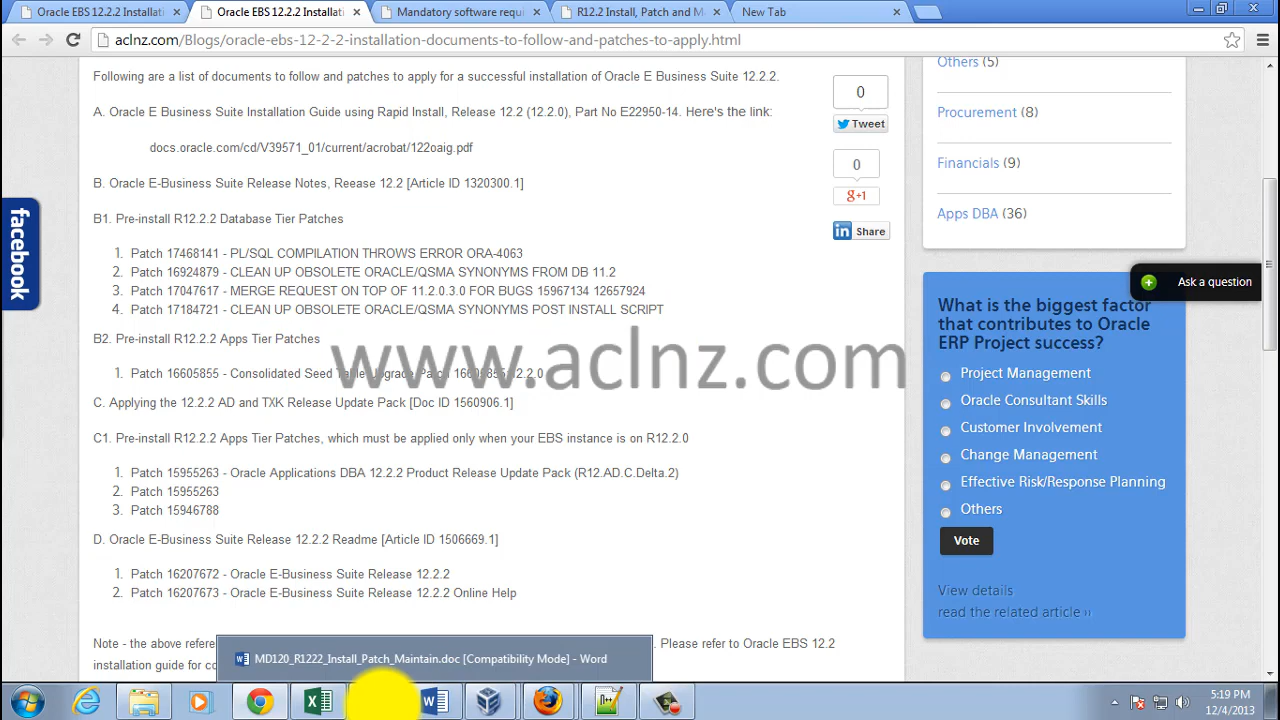 Oracle EBS 12.2.2 Installati
Oracle EBS 12.2.2 Installati
Mandatory software requi
R12.2 Install, Patch and M
New Tab
aclnz.com/Blogs/oracle-ebs-12-2-2-installation-documents-to-follow-and-patches-to-apply.html
Following are a list of documents to follow and patches to apply for a successful installation of Oracle E Business Suite 12.2.2.
A. Oracle E Business Suite Installation Guide using Rapid Install, Release 12.2 (12.2.0), Part No E22950-14. Here's the link:
docs.oracle.com/cd/V39571_01/current/acrobat/122oaig.pdf
B. Oracle E-Business Suite Release Notes, Reease 12.2 [Article ID 1320300.1]
B1. Pre-install R12.2.2 Database Tier Patches
1. Patch 17468141 - PL/SQL COMPILATION THROWS ERROR ORA-4063
2. Patch 16924879 - CLEAN UP OBSOLETE ORACLE/QSMA SYNONYMS FROM DB 11.2
3. Patch 17047617 - MERGE REQUEST ON TOP OF 11.2.0.3.0 FOR BUGS 15967134 12657924
4. Patch 17184721 - CLEAN UP OBSOLETE ORACLE/QSMA SYNONYMS POST INSTALL SCRIPT
B2. Pre-install R12.2.2 Apps Tier Patches
1. Patch 16605855 - Consolidated Seed Table Upgrade Patch 16605855:12.2.0
www.aclnz.com
C. Applying the 12.2.2 AD and TXK Release Update Pack [Doc ID 1560906.1]
C1. Pre-install R12.2.2 Apps Tier Patches, which must be applied only when your EBS instance is on R12.2.0
1. Patch 15955263 - Oracle Applications DBA 12.2.2 Product Release Update Pack (R12.AD.C.Delta.2)
2. Patch 15955263
3. Patch 15946788
D. Oracle E-Business Suite Release 12.2.2 Readme [Article ID 1506669.1]
1. Patch 16207672 - Oracle E-Business Suite Release 12.2.2
2. Patch 16207673 - Oracle E-Business Suite Release 12.2.2 Online Help
Note - the above refere
. Please refer to Oracle EBS 12.2
installation guide for co
MD120_R1222_Install_Patch_Maintain.doc [Compatibility Mode] - Word
0
Tweet
0
g+1
in Share
facebook
Others (5)
Procurement (8)
Financials (9)
Apps DBA (36)
Ask a question
What is the biggest factor
that contributes to Oracle
ERP Project success?
Project Management
Oracle Consultant Skills
Customer Involvement
Change Management
Effective Risk/Response Planning
Others
Vote
View details
read the related article ››
5:19 PM
12/4/2013